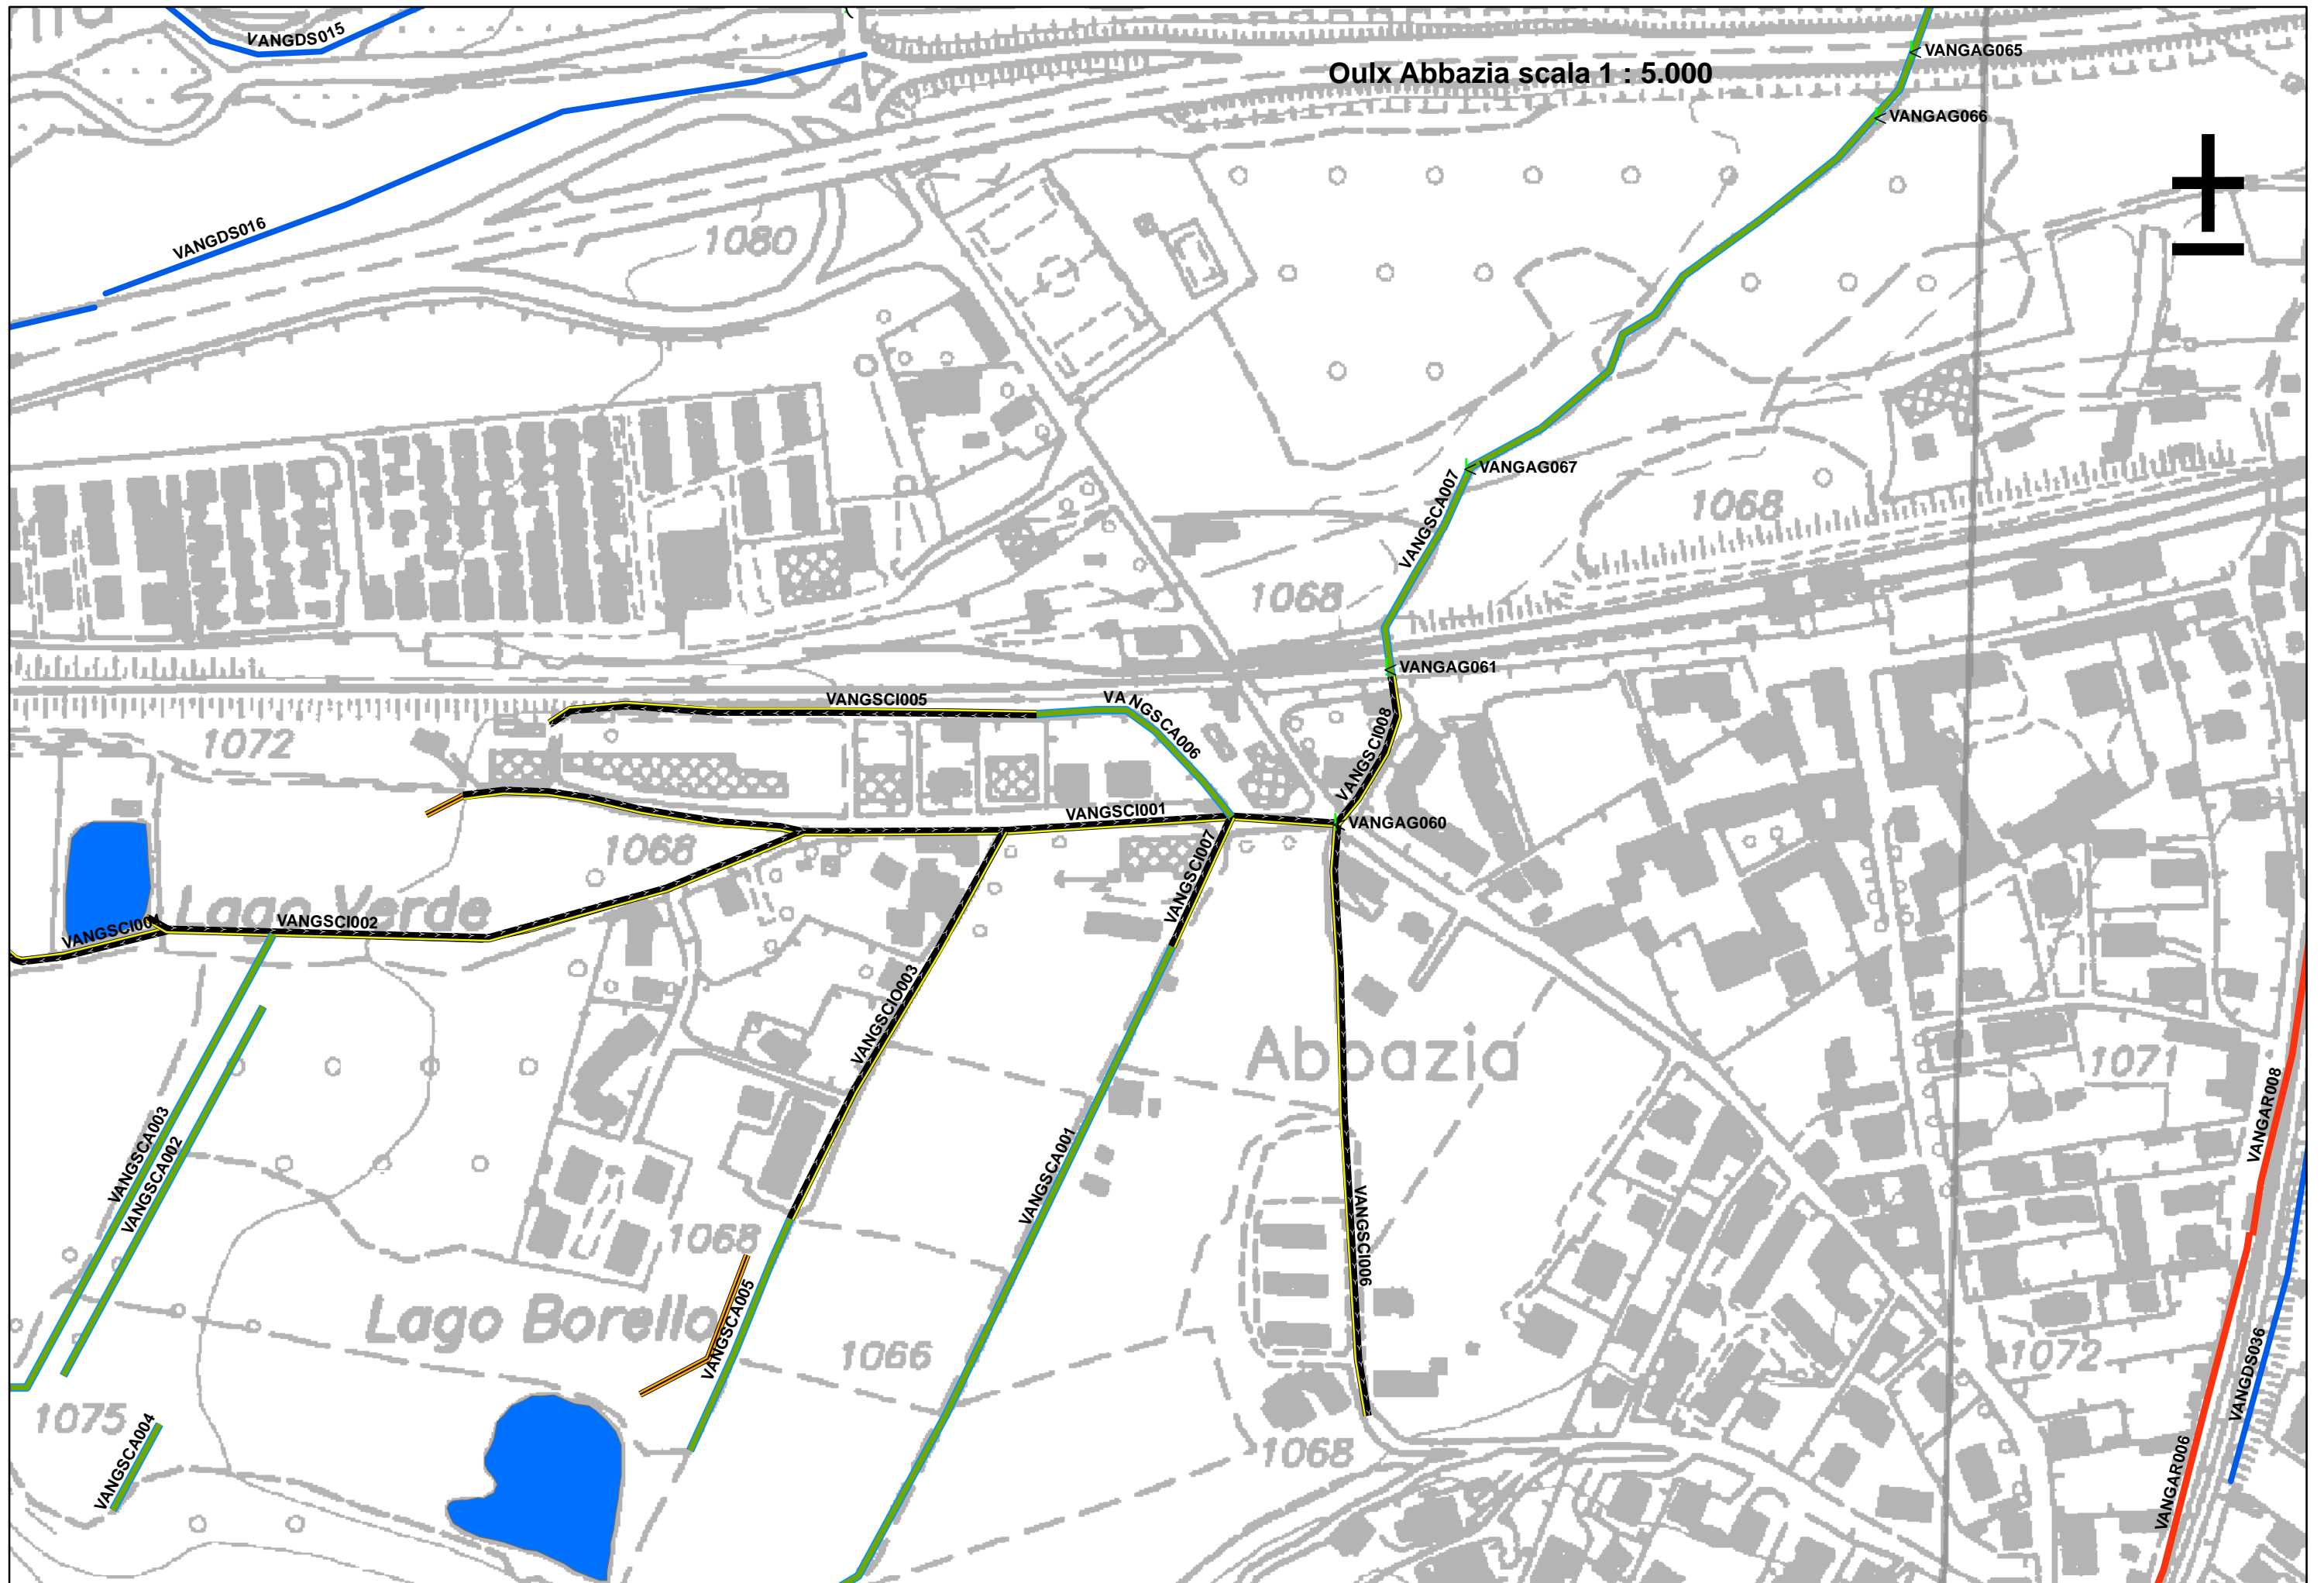 VANGDS015
VANGAG065
Oulx Abbazia scala 1 : 5.000
VANGAG066
VANGDS016
1080
VANGAG067
1068
VANGSCA007
1068
VANGAG061
VANGSCI005
VANGSCA006
1072
VANGSCI008
VANGSCI001
VANGAG060
1068
VANGSCI007
Lago Verde
VANGSCI002
VANGSCIO003
Abbazia
1071
VANGAR008
VANGSCA003
VANGSCA002
VANGSCA001
VANGSCI006
1068
Lago Borello
VANGSCA005
1066
1072
VANGDS036
1075
VANGSCA004
1068
VANGAR006